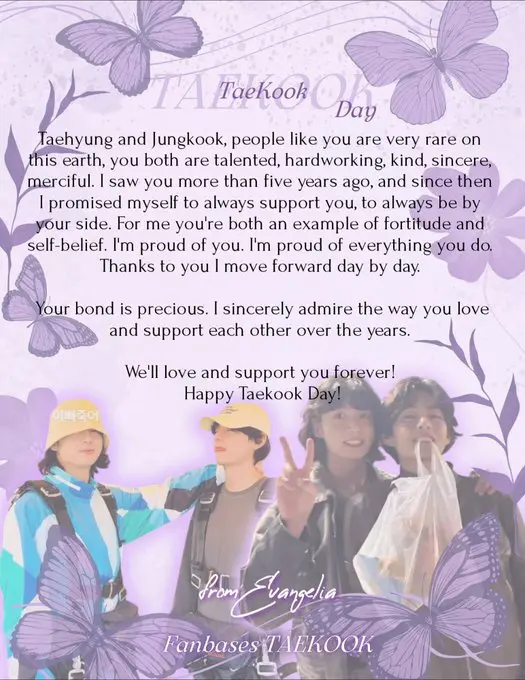 TAEKOOK
TaeKook
Day
Taehyung and Jungkook, people like you are very rare on
this earth, you both are talented, hardworking, kind, sincere,
merciful. I saw you more than five years ago, and since then
I promised myself to always support you, to always be by
your side. For me you're both an example of fortitude and
self-belief. I'm proud of you. I'm proud of everything you do.
Thanks to you I move forward day by day.
Your bond is precious. I sincerely admire the way you love
and support each other over the years.
We'll love and support you forever!
Happy Taekook Day!
이빠죽어
from Evangelia
Fanbases TAEKOOK